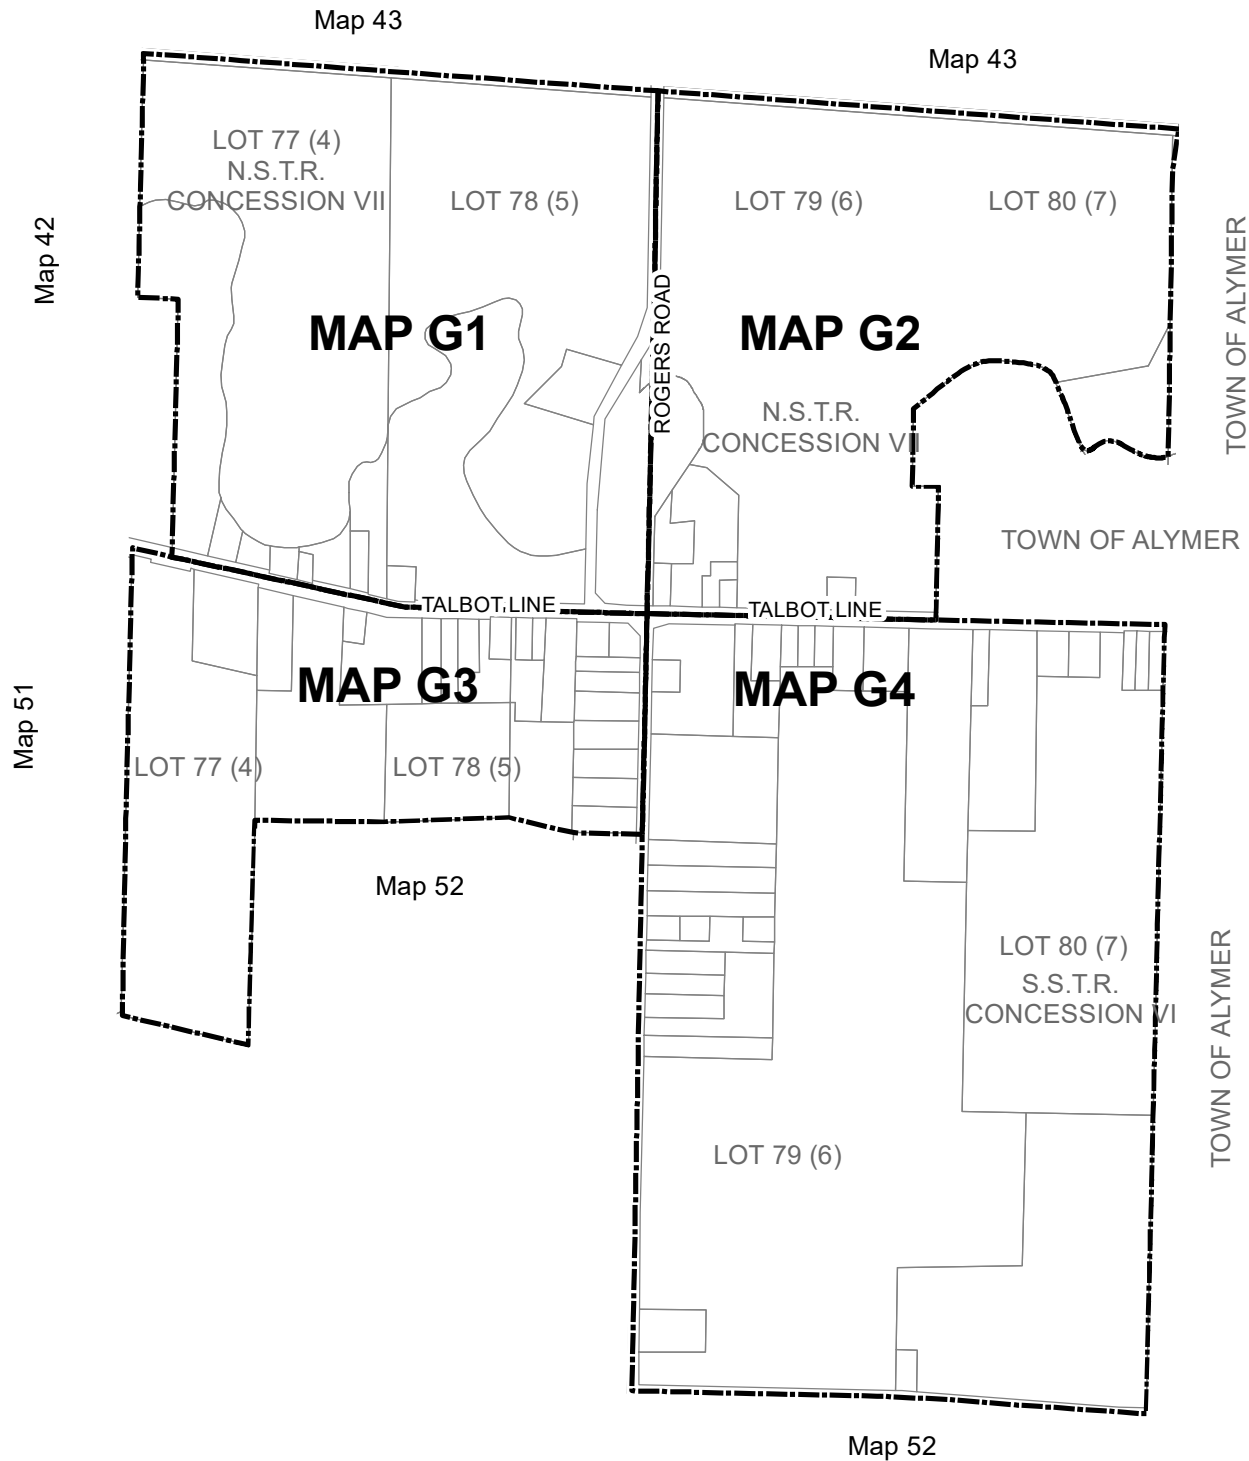 Map 43
Map 43
LOT 77 (4)
N.S.T.R.
CONCESSION VII
LOT 78 (5)
LOT 79 (6)
LOT 80 (7)
Map 42
TOWN OF ALYMER
MAP G1
MAP G2
ROGERS ROAD
N.S.T.R.
CONCESSION VII
TOWN OF ALYMER
TALBOT LINE
TALBOT LINE
MAP G3
MAP G4
Map 51
LOT 77 (4)
LOT 78 (5)
Map 52
LOT 80 (7)
S.S.T.R.
CONCESSION VI
TOWN OF ALYMER
LOT 79 (6)
Map 52